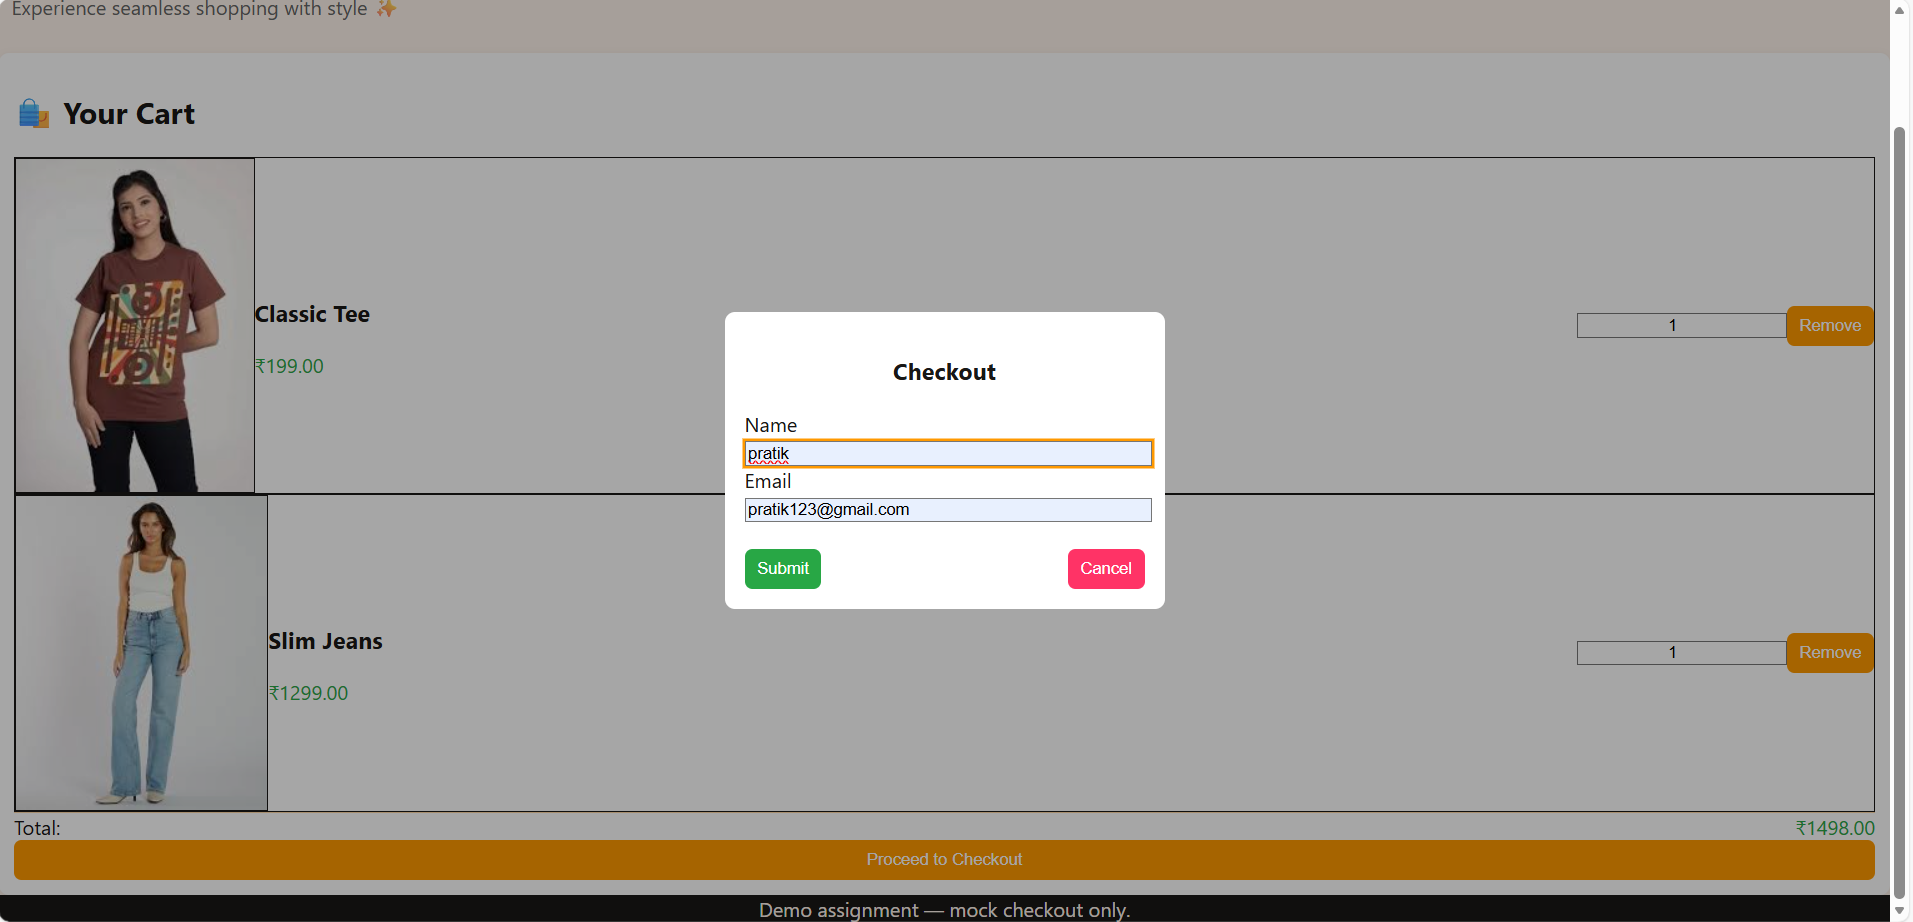 Experience seamless shopping with style ✨
🛍️ Your Cart
Classic Tee
₹199.00
1
Remove
Checkout
Name
pratik
Email
pratik123@gmail.com
Submit
Cancel
Slim Jeans
₹1299.00
1
Remove
Total:
₹1498.00
Proceed to Checkout
Demo assignment — mock checkout only.